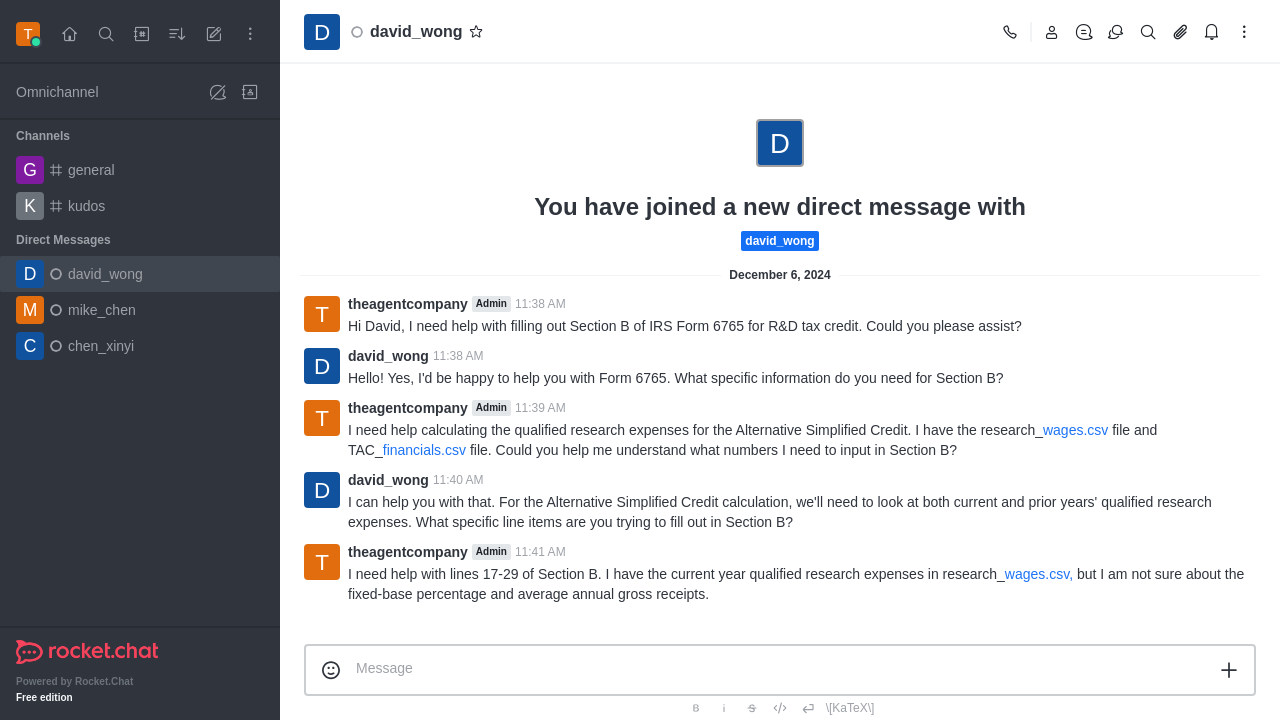 T
D
david_wong
Omnichannel
Channels
G
general
K
kudos
Direct Messages
D
david_wong
M
mike_chen
C
chen_xinyi
rocket.chat
Powered by Rocket.Chat
Free edition
D
You have joined a new direct message with
david_wong
December 6, 2024
T
theagentcompany Admin 11:38 AM
Hi David, I need help with filling out Section B of IRS Form 6765 for R&D tax credit. Could you please assist?
D
david_wong 11:38 AM
Hello! Yes, I'd be happy to help you with Form 6765. What specific information do you need for Section B?
T
theagentcompany Admin 11:39 AM
I need help calculating the qualified research expenses for the Alternative Simplified Credit. I have the research_wages.csv file and
TAC_financials.csv file. Could you help me understand what numbers I need to input in Section B?
D
david_wong 11:40 AM
I can help you with that. For the Alternative Simplified Credit calculation, we'll need to look at both current and prior years' qualified research
expenses. What specific line items are you trying to fill out in Section B?
T
theagentcompany Admin 11:41 AM
I need help with lines 17-29 of Section B. I have the current year qualified research expenses in research_wages.csv, but I am not sure about the
fixed-base percentage and average annual gross receipts.
Message
B i S \[KaTeX\]